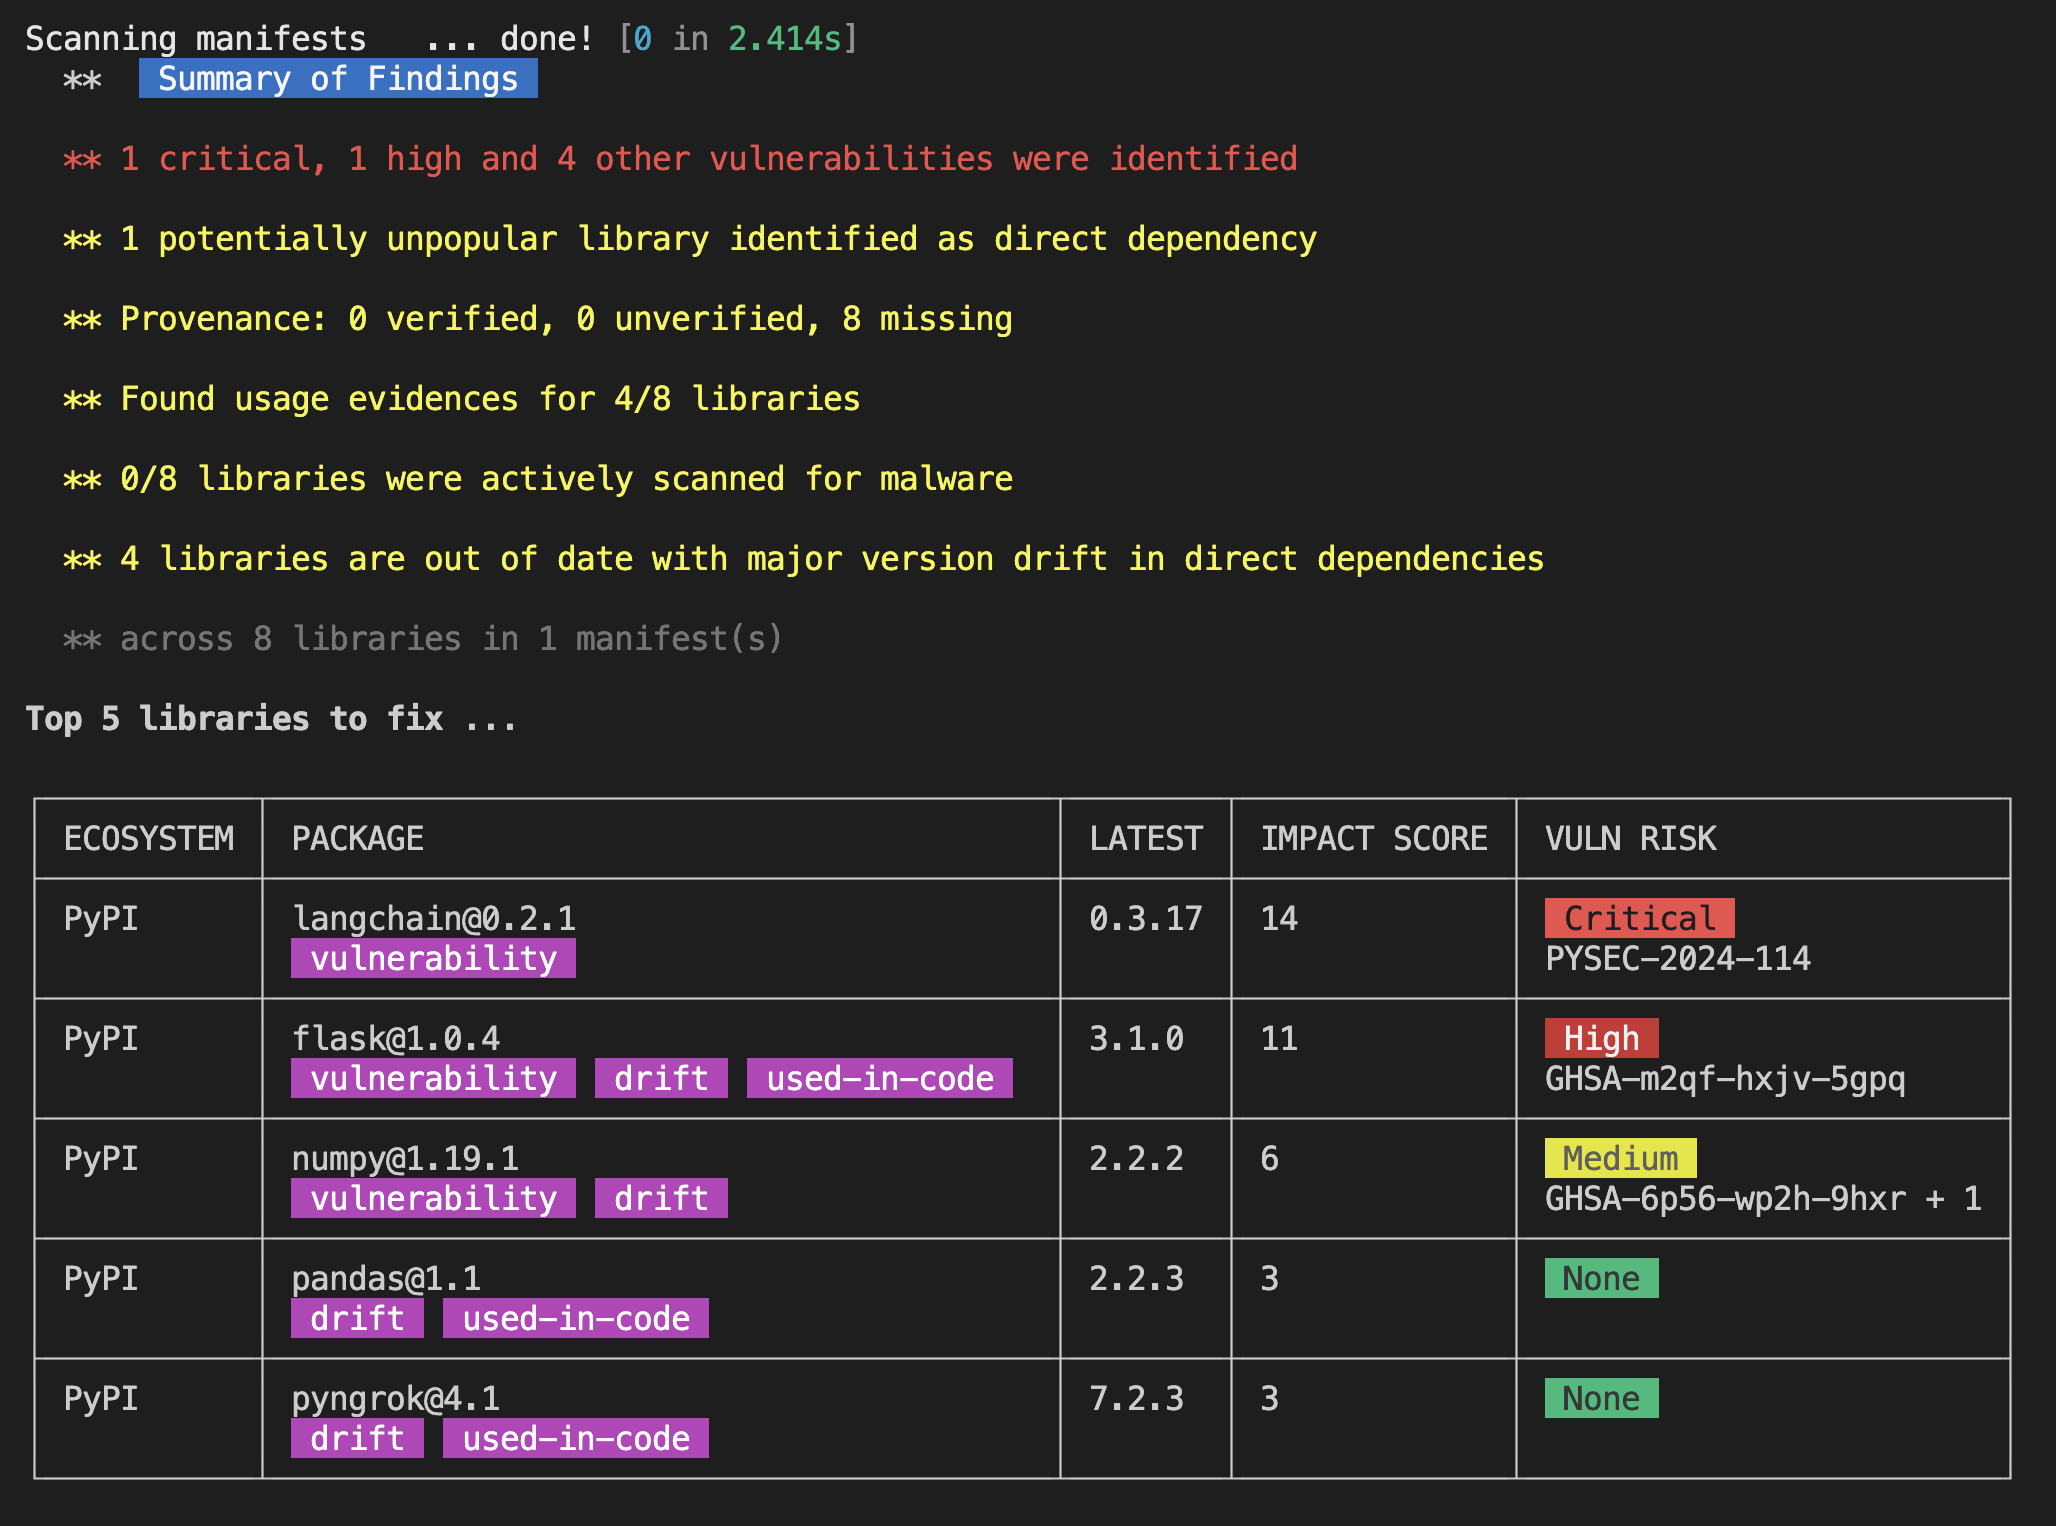 Scanning manifests   ... done! [0 in 2.414s]
** Summary of Findings
** 1 critical, 1 high and 4 other vulnerabilities were identified
** 1 potentially unpopular library identified as direct dependency
** Provenance: 0 verified, 0 unverified, 8 missing
** Found usage evidences for 4/8 libraries
** 0/8 libraries were actively scanned for malware
** 4 libraries are out of date with major version drift in direct dependencies
** across 8 libraries in 1 manifest(s)
Top 5 libraries to fix ...
ECOSYSTEM PACKAGE LATEST IMPACT SCORE VULN RISK
PyPI langchain@0.2.1 0.3.17 14 Critical
vulnerability PYSEC-2024-114
PyPI flask@1.0.4 3.1.0 11 High
vulnerability drift used-in-code GHSA-m2qf-hxjv-5gpq
PyPI numpy@1.19.1 2.2.2 6 Medium
vulnerability drift GHSA-6p56-wp2h-9hxr + 1
PyPI pandas@1.1 2.2.3 3 None
drift used-in-code
PyPI pyngrok@4.1 7.2.3 3 None
drift used-in-code